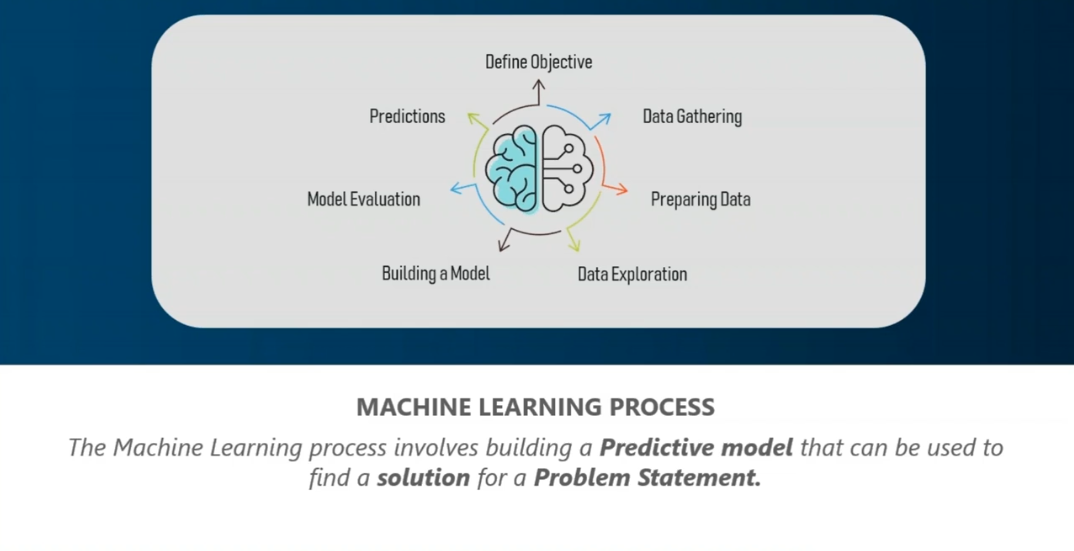 Define Objective
Predictions
Data Gathering
Model Evaluation
Preparing Data
Building a Model
Data Exploration
MACHINE LEARNING PROCESS
The Machine Learning process involves building a Predictive model that can be used to
find a solution for a Problem Statement.